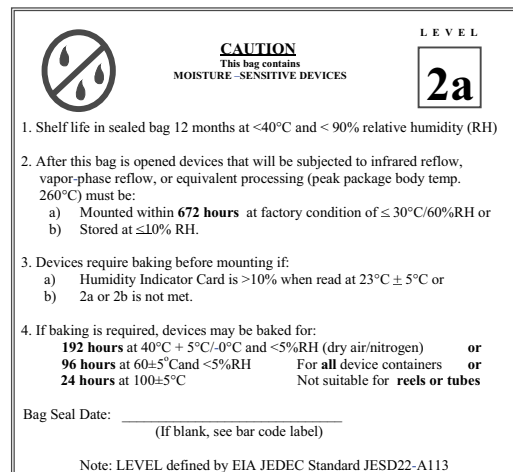 LEVEL
CAUTION
This bag contains
MOISTURE –SENSITIVE DEVICES
2a
1. Shelf life in sealed bag 12 months at <40°C and < 90% relative humidity (RH)
2. After this bag is opened devices that will be subjected to infrared reflow,
vapor-phase reflow, or equivalent processing (peak package body temp.
260°C) must be:
a) Mounted within 672 hours at factory condition of ≤ 30°C/60%RH or
b) Stored at ≤10% RH.
3. Devices require baking before mounting if:
a) Humidity Indicator Card is >10% when read at 23°C ± 5°C or
b) 2a or 2b is not met.
4. If baking is required, devices may be baked for:
192 hours at 40°C + 5°C/-0°C and <5%RH (dry air/nitrogen) or
96 hours at 60±5°Cand <5%RH For all device containers or
24 hours at 100±5°C Not suitable for reels or tubes
Bag Seal Date: ______________________________
(If blank, see bar code label)
Note: LEVEL defined by EIA JEDEC Standard JESD22-A113